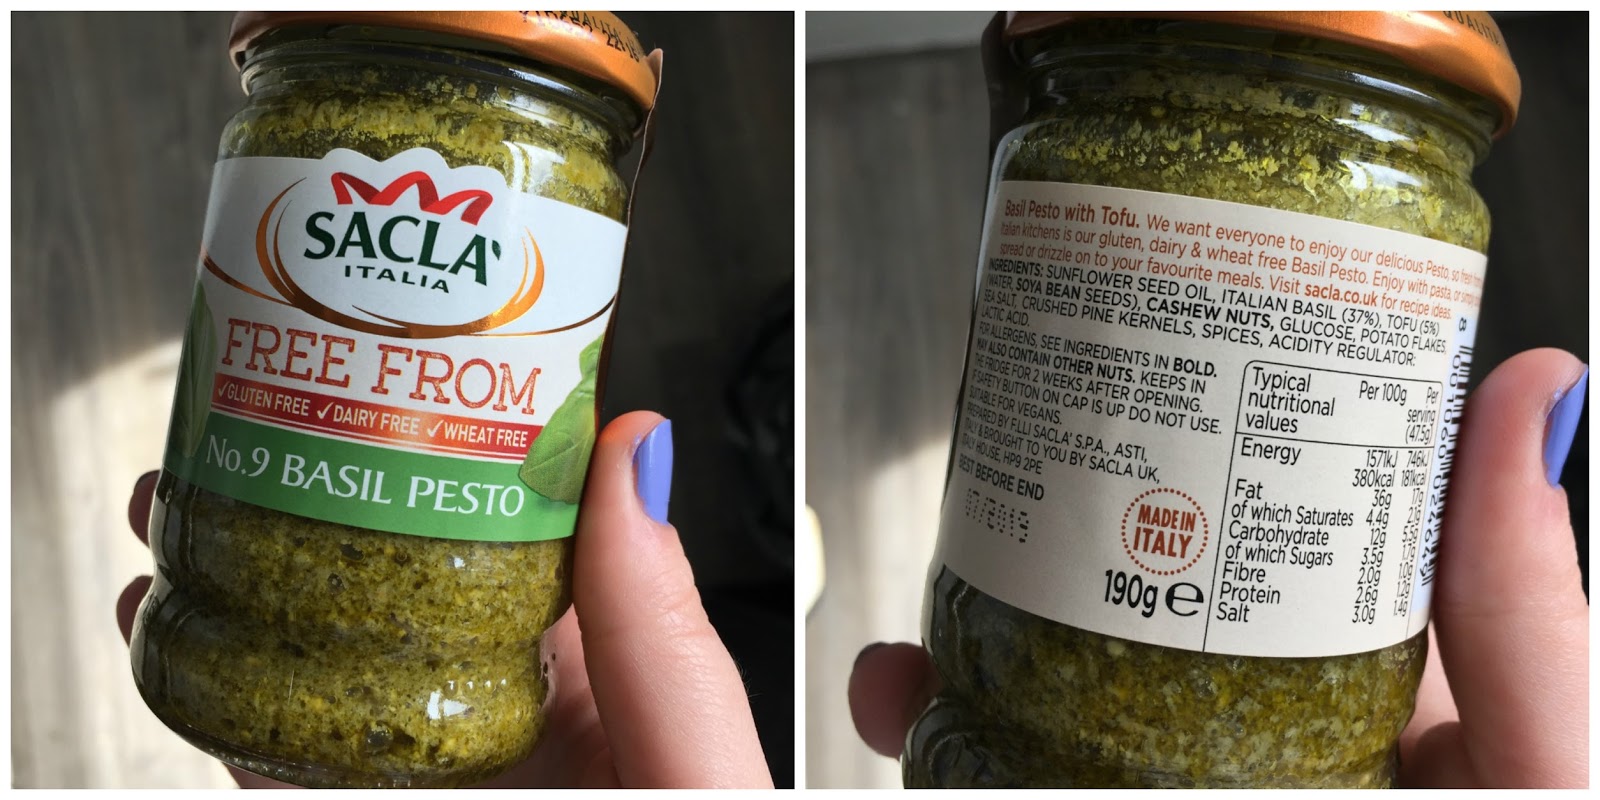 QUALITY
22:16
SACLA'
ITALIA
FREE FROM
✓GLUTEN FREE ✓DAIRY FREE ✓WHEAT FREE
No.9 BASIL PESTO
QUALITY
Basil Pesto with Tofu. We want everyone to enjoy our delicious Pesto, so fresh from
Italian kitchens is our gluten, dairy & wheat free Basil Pesto. Enjoy with pasta, or simply
spread or drizzle on to your favourite meals. Visit sacla.co.uk for recipe ideas.
INGREDIENTS: SUNFLOWER SEED OIL, ITALIAN BASIL (37%), TOFU (5%)
(WATER, SOYA BEAN SEEDS), CASHEW NUTS, GLUCOSE, POTATO FLAKES,
SEA SALT, CRUSHED PINE KERNELS, SPICES, ACIDITY REGULATOR:
LACTIC ACID.
FOR ALLERGENS, SEE INGREDIENTS IN BOLD.
MAY ALSO CONTAIN OTHER NUTS. KEEPS IN
THE FRIDGE FOR 2 WEEKS AFTER OPENING.
IF SAFETY BUTTON ON CAP IS UP DO NOT USE.
SUITABLE FOR VEGANS.
PREPARED BY F.LLI SACLA' S.P.A., ASTI,
ITALY & BROUGHT TO YOU BY SACLA UK,
ITALY HOUSE, HP9 2PE
BEST BEFORE END
07/2019
MADE IN
ITALY
190g e
Typical nutritional values Per 100g Per serving (47.5g)
Energy 1571kJ 746kJ
380kcal 181kcal
Fat 36g 17g
of which Saturates 4.4g 2.1g
Carbohydrate 12g 5.5g
of which Sugars 3.5g 1.7g
Fibre 2.0g
Protein 2.6g 1.2g
Salt 3.0g 1.4g
8